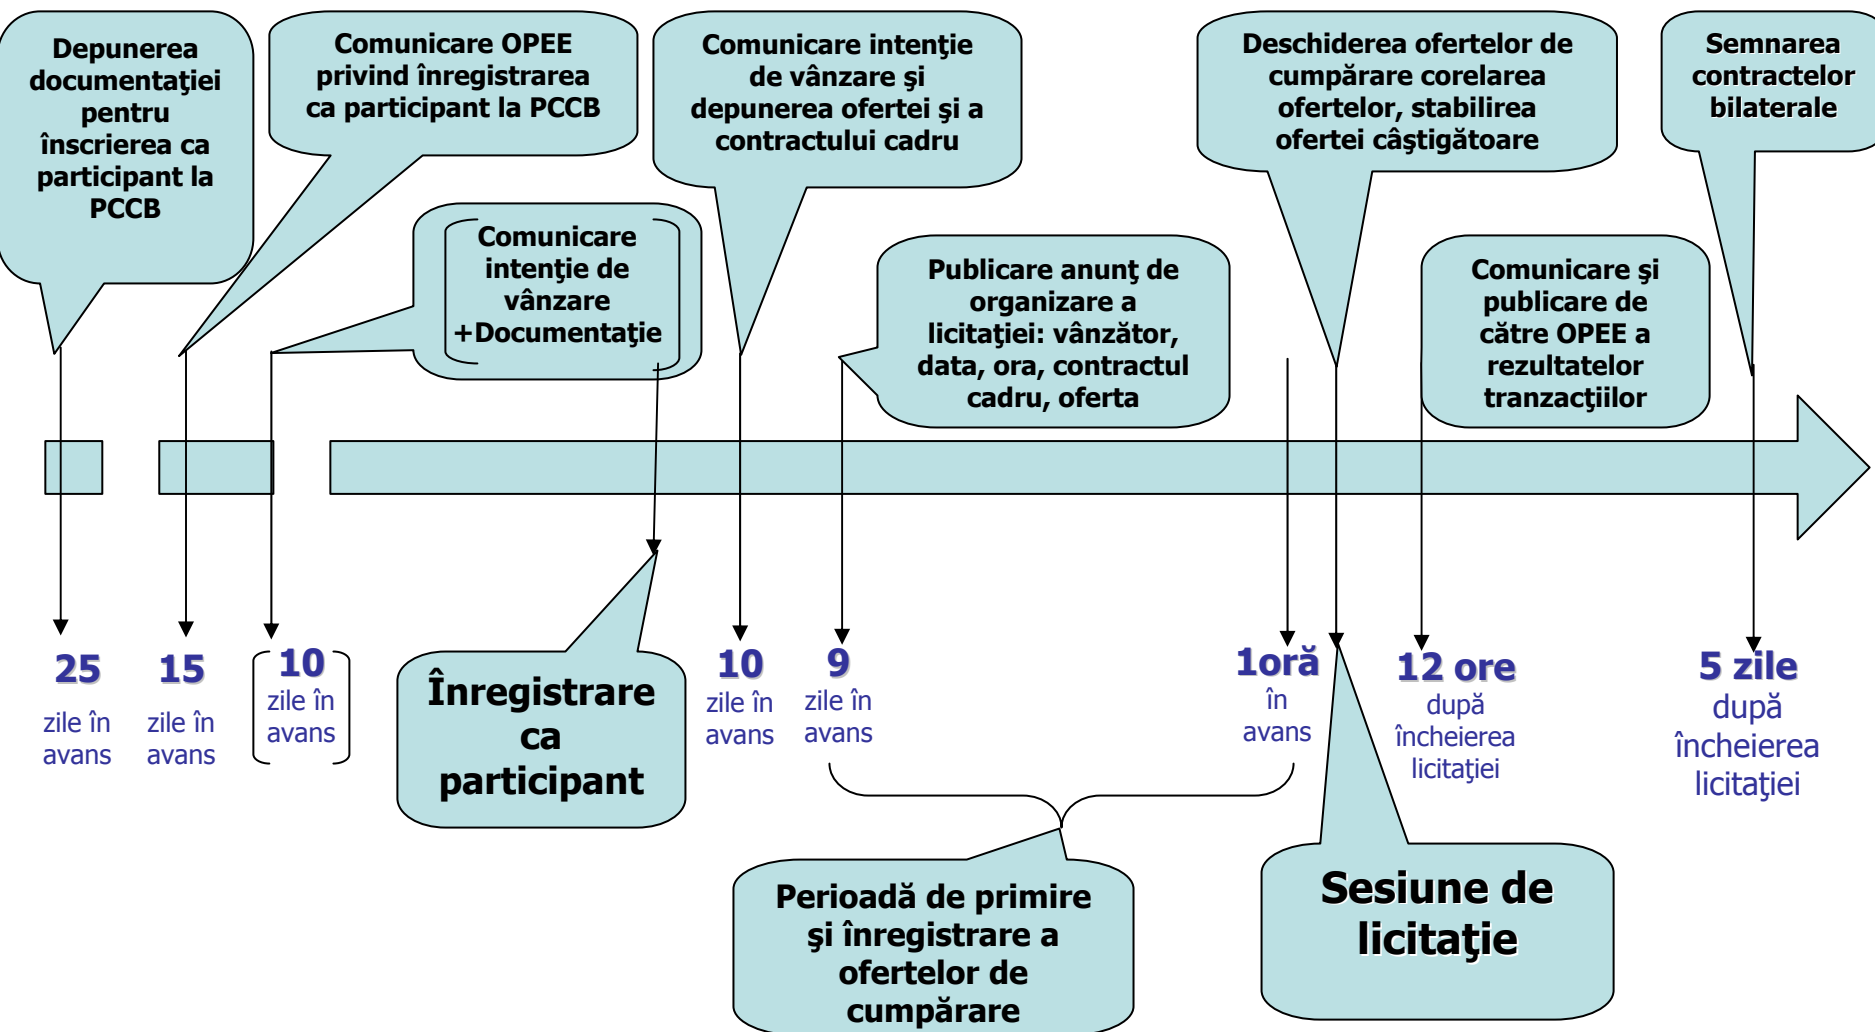 Depunerea
documentaţiei
pentru
înscrierea ca
participant la
PCCB
Comunicare OPEE
privind înregistrarea
ca participant la PCCB
Comunicare intenţie
de vânzare şi
depunerea ofertei şi a
contractului cadru
Deschiderea ofertelor de
cumpărare corelarea
ofertelor, stabilirea
ofertei câştigătoare
Semnarea
contractelor
bilaterale
Comunicare
intenţie de
vânzare
+Documentaţie
Publicare anunţ de
organizare a
licitaţiei: vânzător,
data, ora, contractul
cadru, oferta
Comunicare şi
publicare de
către OPEE a
rezultatelor
tranzacţiilor
25
zile în
avans
15
zile în
avans
10
zile în
avans
Înregistrare
ca
participant
10
zile în
avans
9
zile în
avans
1oră
în
avans
12 ore
după
încheierea
licitaţiei
5 zile
după
încheierea
licitaţiei
Perioadă de primire
şi înregistrare a
ofertelor de
cumpărare
Sesiune de
licitaţie